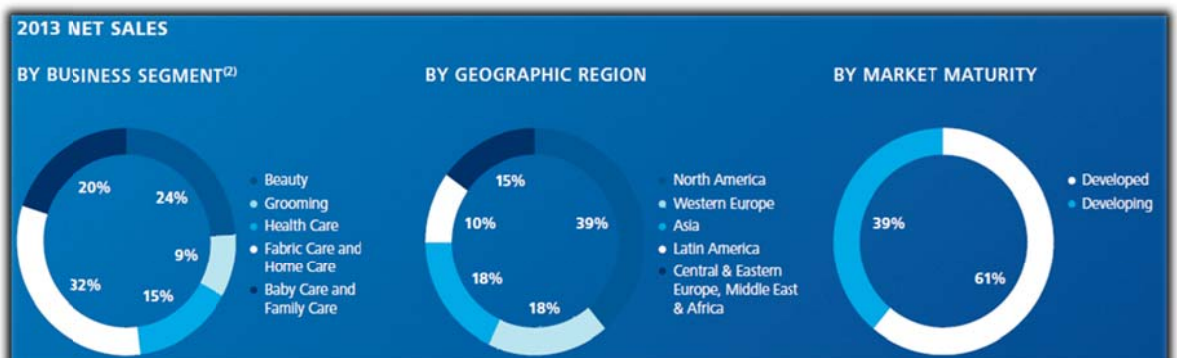 2013 NET SALES
BY BUSINESS SEGMENT(2)
20%
24%
9%
32%
15%
Beauty
Grooming
Health Care
Fabric Care and
Home Care
Baby Care and
Family Care
BY GEOGRAPHIC REGION
15%
10%
39%
18%
18%
North America
Western Europe
Asia
Latin America
Central & Eastern
Europe, Middle East
& Africa
BY MARKET MATURITY
39%
61%
Developed
Developing